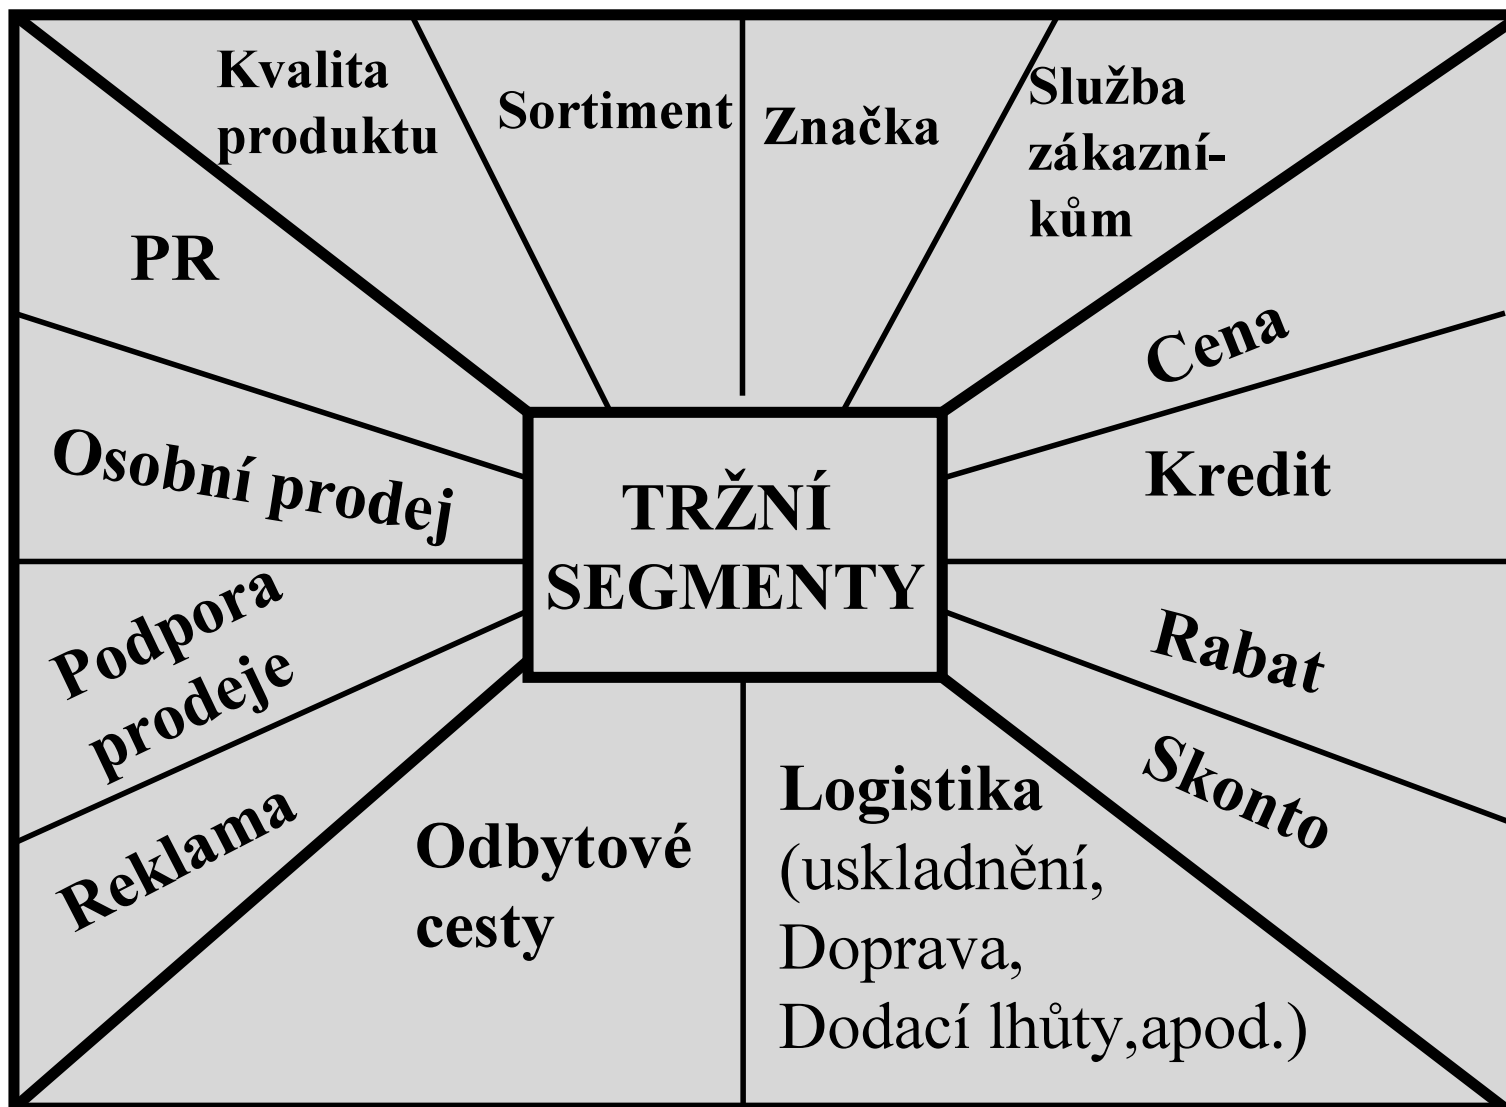 Kvalita
produktu
Sortiment
Značka
Služba
zákazní-
kům
PR
Cena
Osobní prodej
Kredit
TRŽNÍ
SEGMENTY
Podpora
prodeje
Rabat
Reklama
Skonto
Odbytové
cesty
Logistika
(uskladnění,
Doprava,
Dodací lhůty,apod.)